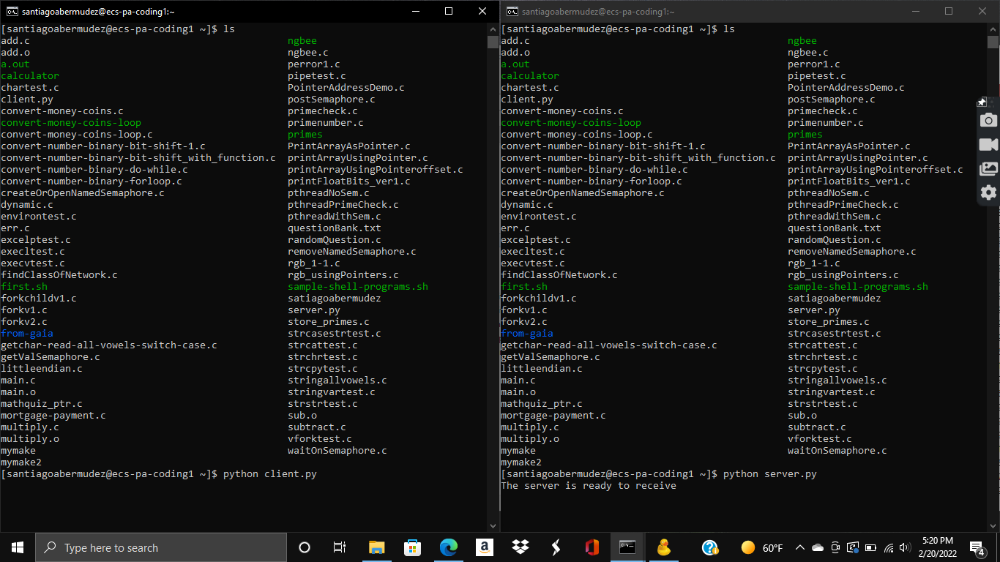 santiagoabermudez@ecs-pa-coding1:~
[santiagoabermudez@ecs-pa-coding1 ~]$ ls
add.c ngbee
add.o ngbee.c
a.out perror1.c
calculator pipetest.c
chartest.c PointerAddressDemo.c
client.py postSemaphore.c
convert-money-coins.c primecheck.c
convert-money-coins-loop primenumber.c
convert-money-coins-loop.c primes
convert-number-binary-bit-shift-1.c PrintArrayAsPointer.c
convert-number-binary-bit-shift_with_function.c printArrayUsingPointer.c
convert-number-binary-do-while.c printArrayUsingPointeroffset.c
convert-number-binary-forloop.c printFloatBits_ver1.c
createOrOpenNamedSemaphore.c pthreadNoSem.c
dynamic.c pthreadPrimeCheck.c
environtest.c pthreadWithSem.c
err.c questionBank.txt
excelptest.c randomQuestion.c
execltest.c removeNamedSemaphore.c
execvtest.c rgb_1-1.c
findClassOfNetwork.c rgb_usingPointers.c
first.sh sample-shell-programs.sh
forkchildv1.c satiagoabermudez
forkv1.c server.py
forkv2.c store_primes.c
from-gaia strcasestrtest.c
getchar-read-all-vowels-switch-case.c strcattest.c
getValSemaphore.c strchrtest.c
littleendian.c strcpytest.c
main.c stringallvowels.c
main.o stringvartest.c
mathquiz_ptr.c strstrtest.c
mortgage-payment.c sub.o
multiply.c subtract.c
multiply.o vforktest.c
mymake waitOnSemaphore.c
mymake2
[santiagoabermudez@ecs-pa-coding1 ~]$ python client.py
santiagoabermudez@ecs-pa-coding1:~
[santiagoabermudez@ecs-pa-coding1 ~]$ ls
add.c ngbee
add.o ngbee.c
a.out perror1.c
calculator pipetest.c
chartest.c PointerAddressDemo.c
client.py postSemaphore.c
convert-money-coins.c primecheck.c
convert-money-coins-loop primenumber.c
convert-money-coins-loop.c primes
convert-number-binary-bit-shift-1.c PrintArrayAsPointer.c
convert-number-binary-bit-shift_with_function.c printArrayUsingPointer.c
convert-number-binary-do-while.c printArrayUsingPointeroffset.c
convert-number-binary-forloop.c printFloatBits_ver1.c
createOrOpenNamedSemaphore.c pthreadNoSem.c
dynamic.c pthreadPrimeCheck.c
environtest.c pthreadWithSem.c
err.c questionBank.txt
excelptest.c randomQuestion.c
execltest.c removeNamedSemaphore.c
execvtest.c rgb_1-1.c
findClassOfNetwork.c rgb_usingPointers.c
first.sh sample-shell-programs.sh
forkchildv1.c satiagoabermudez
forkv1.c server.py
forkv2.c store_primes.c
from-gaia strcasestrtest.c
getchar-read-all-vowels-switch-case.c strcattest.c
getValSemaphore.c strchrtest.c
littleendian.c strcpytest.c
main.c stringallvowels.c
main.o stringvartest.c
mathquiz_ptr.c strstrtest.c
mortgage-payment.c sub.o
multiply.c subtract.c
multiply.o vforktest.c
mymake waitOnSemaphore.c
mymake2
[santiagoabermudez@ecs-pa-coding1 ~]$ python server.py
The server is ready to receive
Type here to search
60°F
5:20 PM
2/20/2022
4